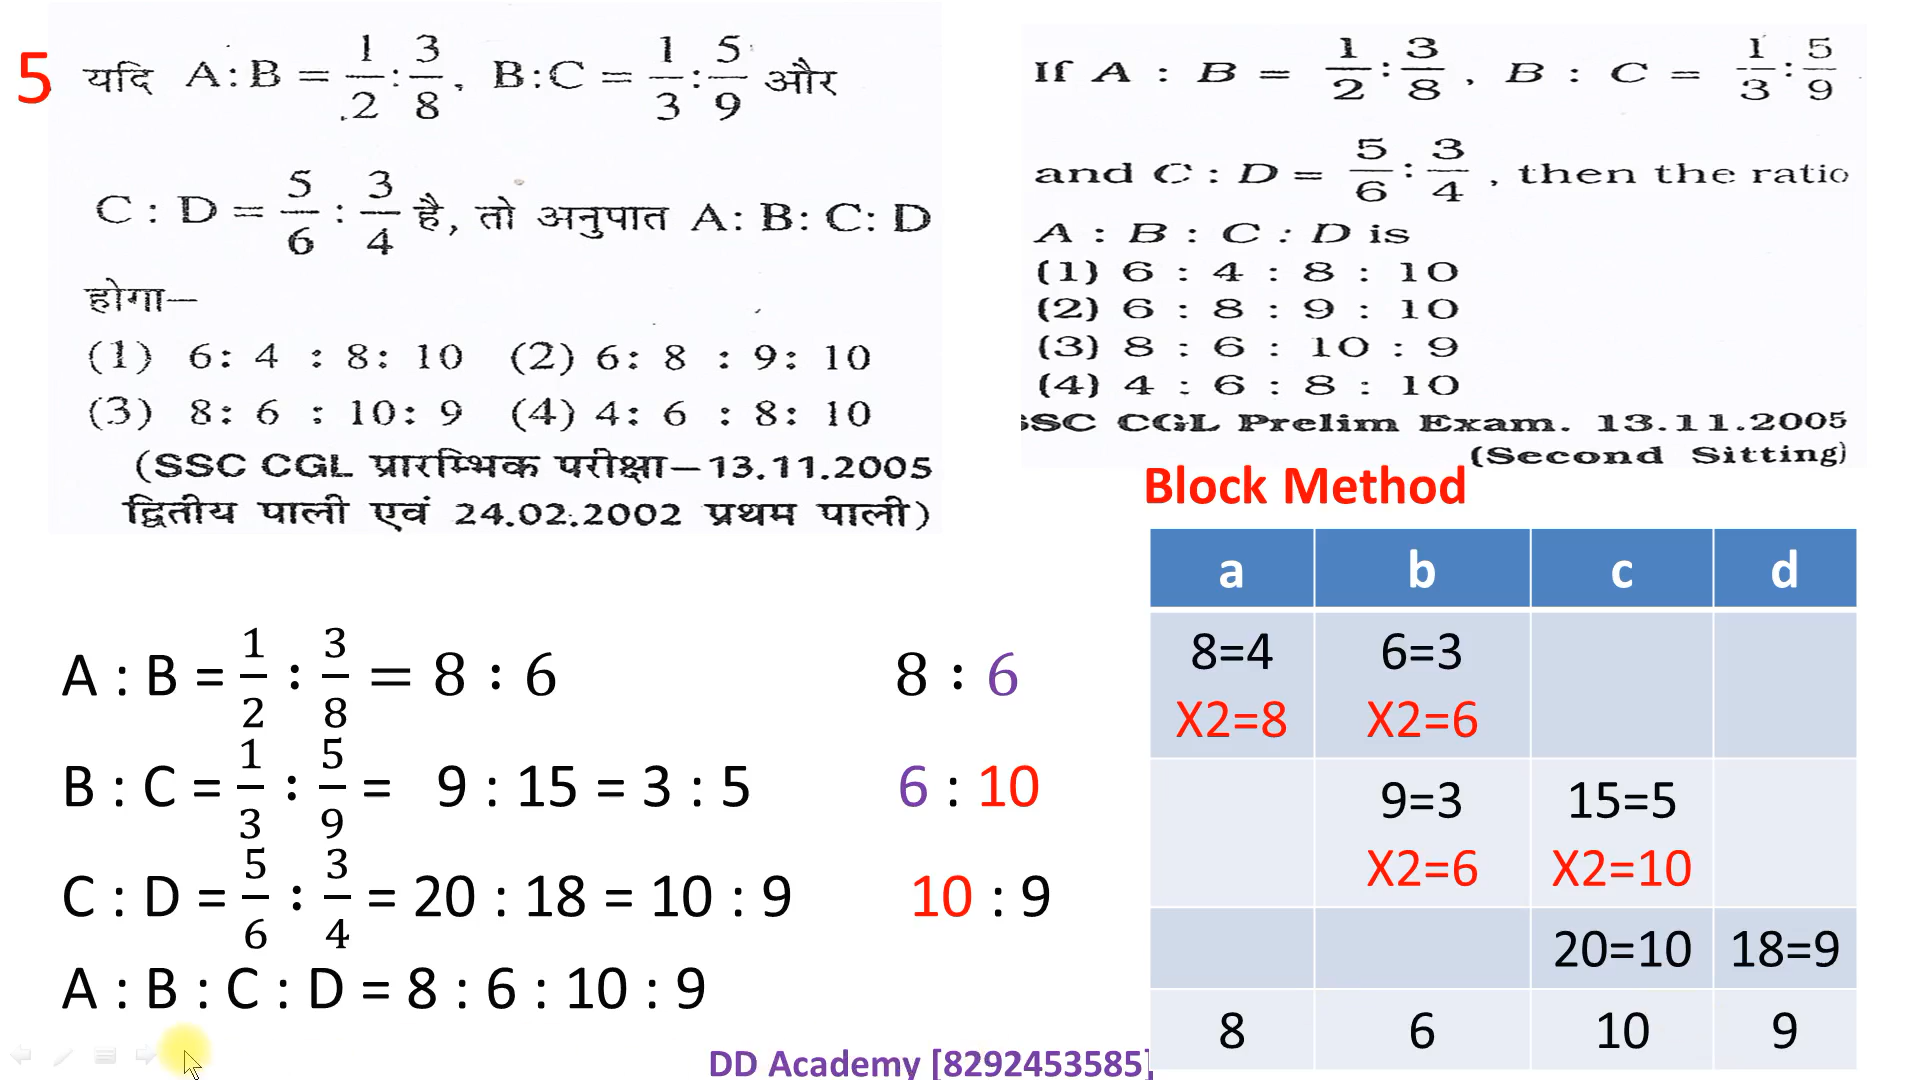 5 यदि A:B = 1/2 : 3/8, B:C = 1/3 : 5/9 और
C : D = 5/6 : 3/4 है, तो अनुपात A: B: C: D
होगा—
(1) 6: 4 : 8: 10 (2) 6: 8 : 9: 10
(3) 8: 6 : 10: 9 (4) 4: 6 : 8: 10
(SSC CGL प्रारम्भिक परीक्षा—13.11.2005
द्वितीय पाली एवं 24.02.2002 प्रथम पाली)
If A : B = 1/2 : 3/8, B : C = 1/3 : 5/9
and C : D = 5/6 : 3/4, then the ratio
A : B : C : D is
(1) 6 : 4 : 8 : 10
(2) 6 : 8 : 9 : 10
(3) 8 : 6 : 10 : 9
(4) 4 : 6 : 8 : 10
SSC CGL Prelim Exam. 13.11.2005
(Second Sitting)
A : B = 1/2 : 3/8 = 8 : 6 8 : 6
B : C = 1/3 : 5/9 = 9 : 15 = 3 : 5 6 : 10
C : D = 5/6 : 3/4 = 20 : 18 = 10 : 9 10 : 9
A : B : C : D = 8 : 6 : 10 : 9
Block Method
a b c d
8=4 6=3
X2=8 X2=6
9=3 15=5
X2=6 X2=10
20=10 18=9
8 6 10 9
DD Academy [8292453585]